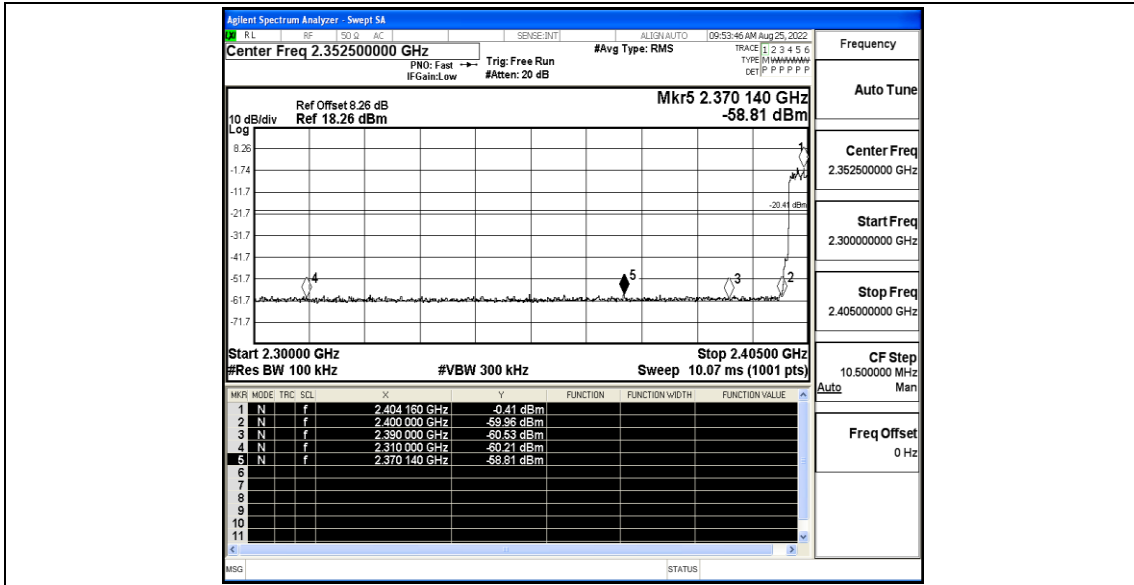 Agilent Spectrum Analyzer - Swept SA
RL RF 50 Ω AC SENSE:INT ALIGNAUTO 09:53:46 AM Aug 25, 2022
Center Freq 2.352500000 GHz
PNO: Fast
IFGain:Low
Trig: Free Run
#Atten: 20 dB
#Avg Type: RMS
TRACE 1 2 3 4 5 6
TYPE M
DET P P P P P P
Ref Offset 8.26 dB
Ref 18.26 dBm
10 dB/div
Log
Mkr5 2.370 140 GHz
-58.81 dBm
8.26
-1.74
-11.7
-21.7
-31.7
-41.7
-51.7
-61.7
-71.7
1
-20.41 dBm
4
5
3
2
Start 2.30000 GHz Stop 2.40500 GHz
#Res BW 100 kHz #VBW 300 kHz Sweep 10.07 ms (1001 pts)
MKR MODE TRC SCL X Y FUNCTION FUNCTION WIDTH FUNCTION VALUE
1 N f 2.404 160 GHz -0.41 dBm
2 N f 2.400 000 GHz -59.96 dBm
3 N f 2.390 000 GHz -60.53 dBm
4 N f 2.310 000 GHz -60.21 dBm
5 N f 2.370 140 GHz -58.81 dBm
6
7
8
9
10
11
MSG STATUS
Frequency
Auto Tune
Center Freq
2.352500000 GHz
Start Freq
2.300000000 GHz
Stop Freq
2.405000000 GHz
CF Step
10.500000 MHz
Auto Man
Freq Offset
0 Hz